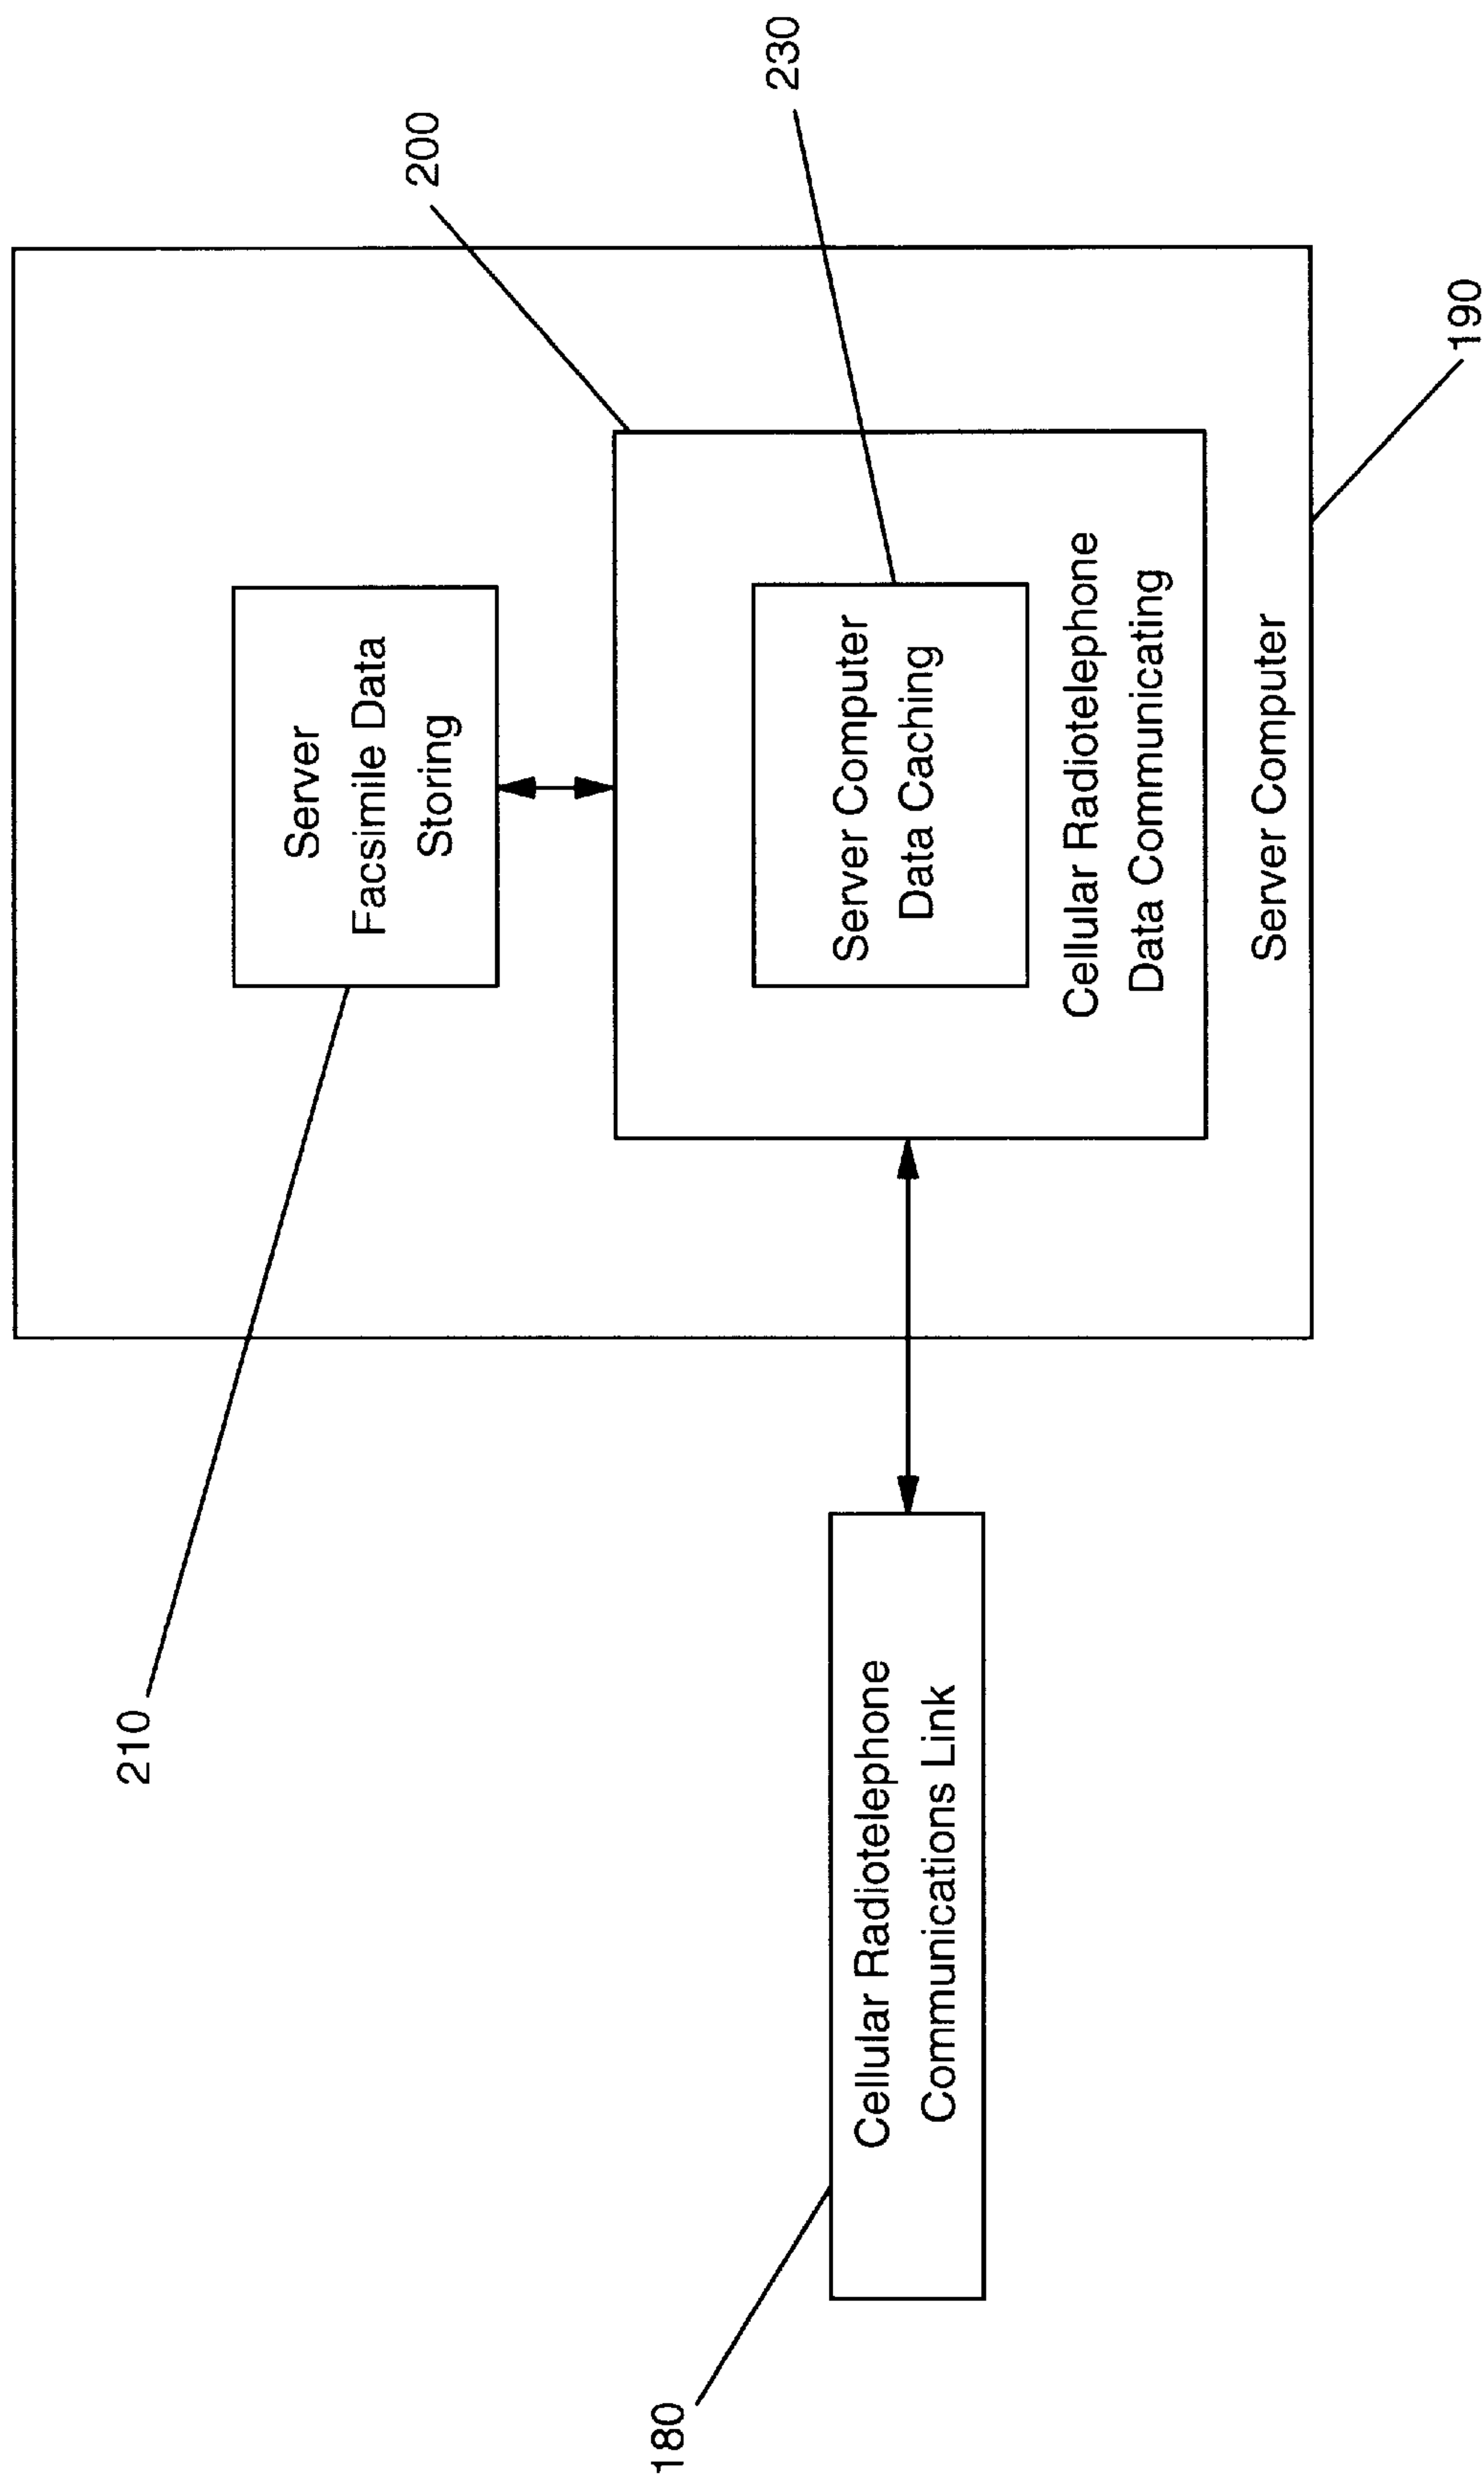 210
Server
Facsimile Data
Storing
200
230
Server Computer
Data Caching
Cellular Radiotelephone
Data Communicating
Server Computer
190
180
Cellular Radiotelephone
Communications Link